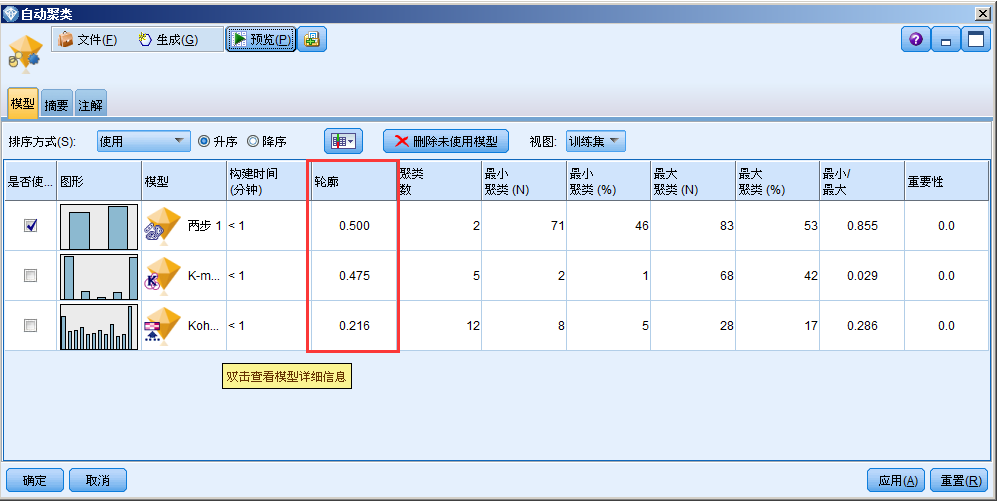 自动聚类
文件(F) 生成(G) 预览(P)
模型 摘要 注解
排序方式(S): 使用 升序 降序 删除未使用模型 视图: 训练集
是否使... 图形 模型 构建时间 (分钟) 轮廓 聚类 数 最小 聚类 (N) 最小 聚类 (%) 最大 聚类 (N) 最大 聚类 (%) 最小/ 最大 重要性
两步 1 < 1 0.500 2 71 46 83 53 0.855 0.0
K-m... < 1 0.475 5 2 1 68 42 0.029 0.0
Koh... < 1 0.216 12 8 5 28 17 0.286 0.0
双击查看模型详细信息
确定 取消 应用(A) 重置(R)